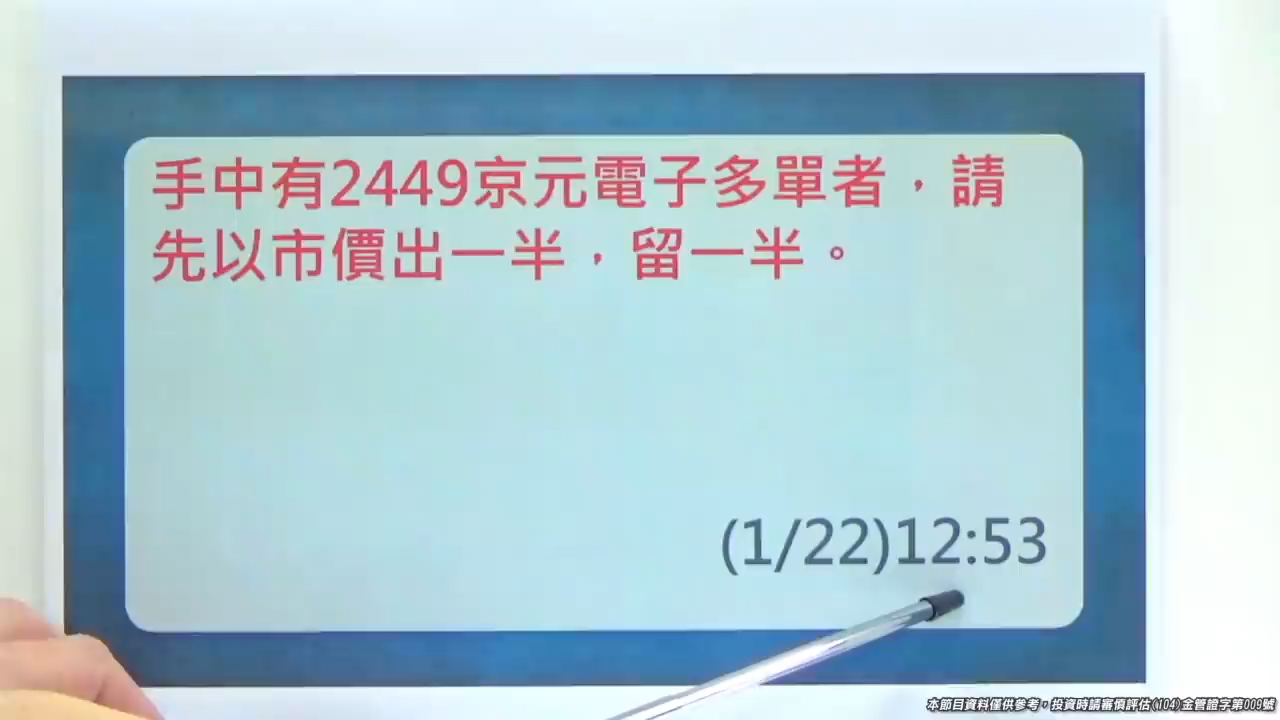 手中有2449京元電子多單者，請
先以市價出一半，留一半。
(1/22)12:53
本節目資料僅供參考，投資時請審慎評估(104)金管證字第009號